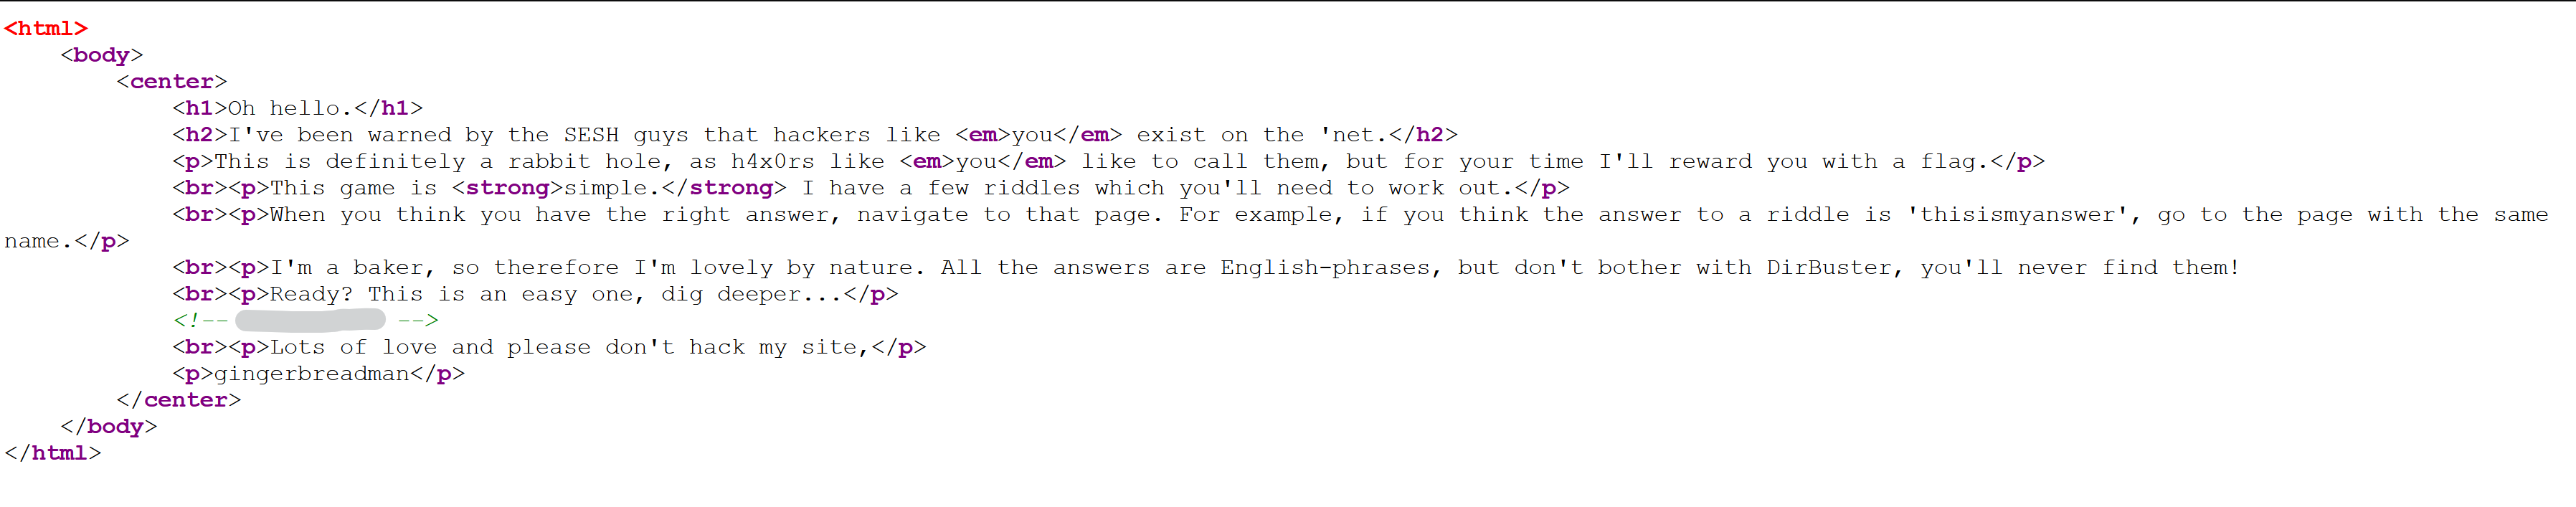 <html>
<body>
<center>
<h1>Oh hello.</h1>
<h2>I've been warned by the SESH guys that hackers like <em>you</em> exist on the 'net.</h2>
<p>This is definitely a rabbit hole, as h4x0rs like <em>you</em> like to call them, but for your time I'll reward you with a flag.</p>
<br><p>This game is <strong>simple.</strong> I have a few riddles which you'll need to work out.</p>
<br><p>When you think you have the right answer, navigate to that page. For example, if you think the answer to a riddle is 'thisismyanswer', go to the page with the same
name.</p>
<br><p>I'm a baker, so therefore I'm lovely by nature. All the answers are English-phrases, but don't bother with DirBuster, you'll never find them!
<br><p>Ready? This is an easy one, dig deeper...</p>
<!-- -->
<br><p>Lots of love and please don't hack my site,</p>
<p>gingerbreadman</p>
</center>
</body>
</html>